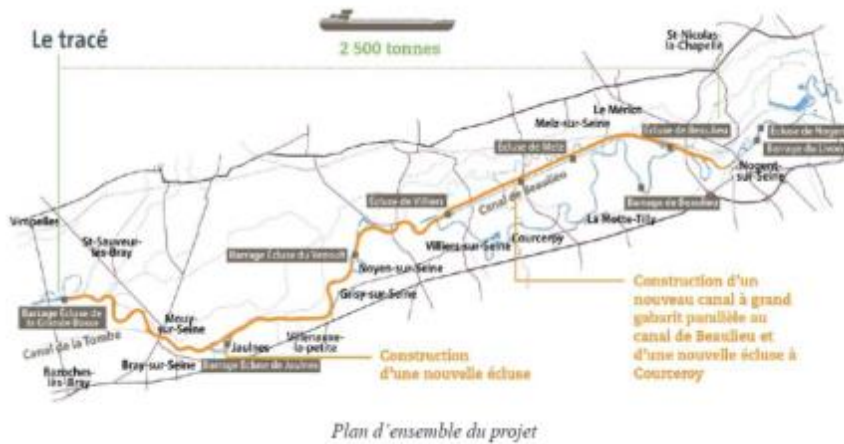 Le tracé
2 500 tonnes
St-Nicolas
la-Chapelle
Le Mériot
Melz-sur-Seine
Écluse de Beaulieu
Écluse de Melz
Écluse de Nogent
Barrage du Livon
Nogent-
sur-Seine
Canal de Beaulieu
Écluse de Villiers
Barrage de Beaulieu
La Motte-Tilly
Vimpelles
St-Sauveur-
lès-Bray
Villiers-sur-Seine
Courceroy
Barrage Écluse du Vezoult
Noyen-sur-Seine
Grisy-sur-Seine
Barrage Écluse de
la Grande Bosse
Mouy-
sur-Seine
Villenauxe-
la-petite
Canal de la Tombe
Jaulnes
Bray-sur-Seine
Barrage Écluse de Jaulnes
lès-Bray
Construction
d'une nouvelle écluse
Construction d'un
nouveau canal à grand
gabarit parallèle au
canal de Beaulieu et
d'une nouvelle écluse à
Courceroy
Plan d'ensemble du projet